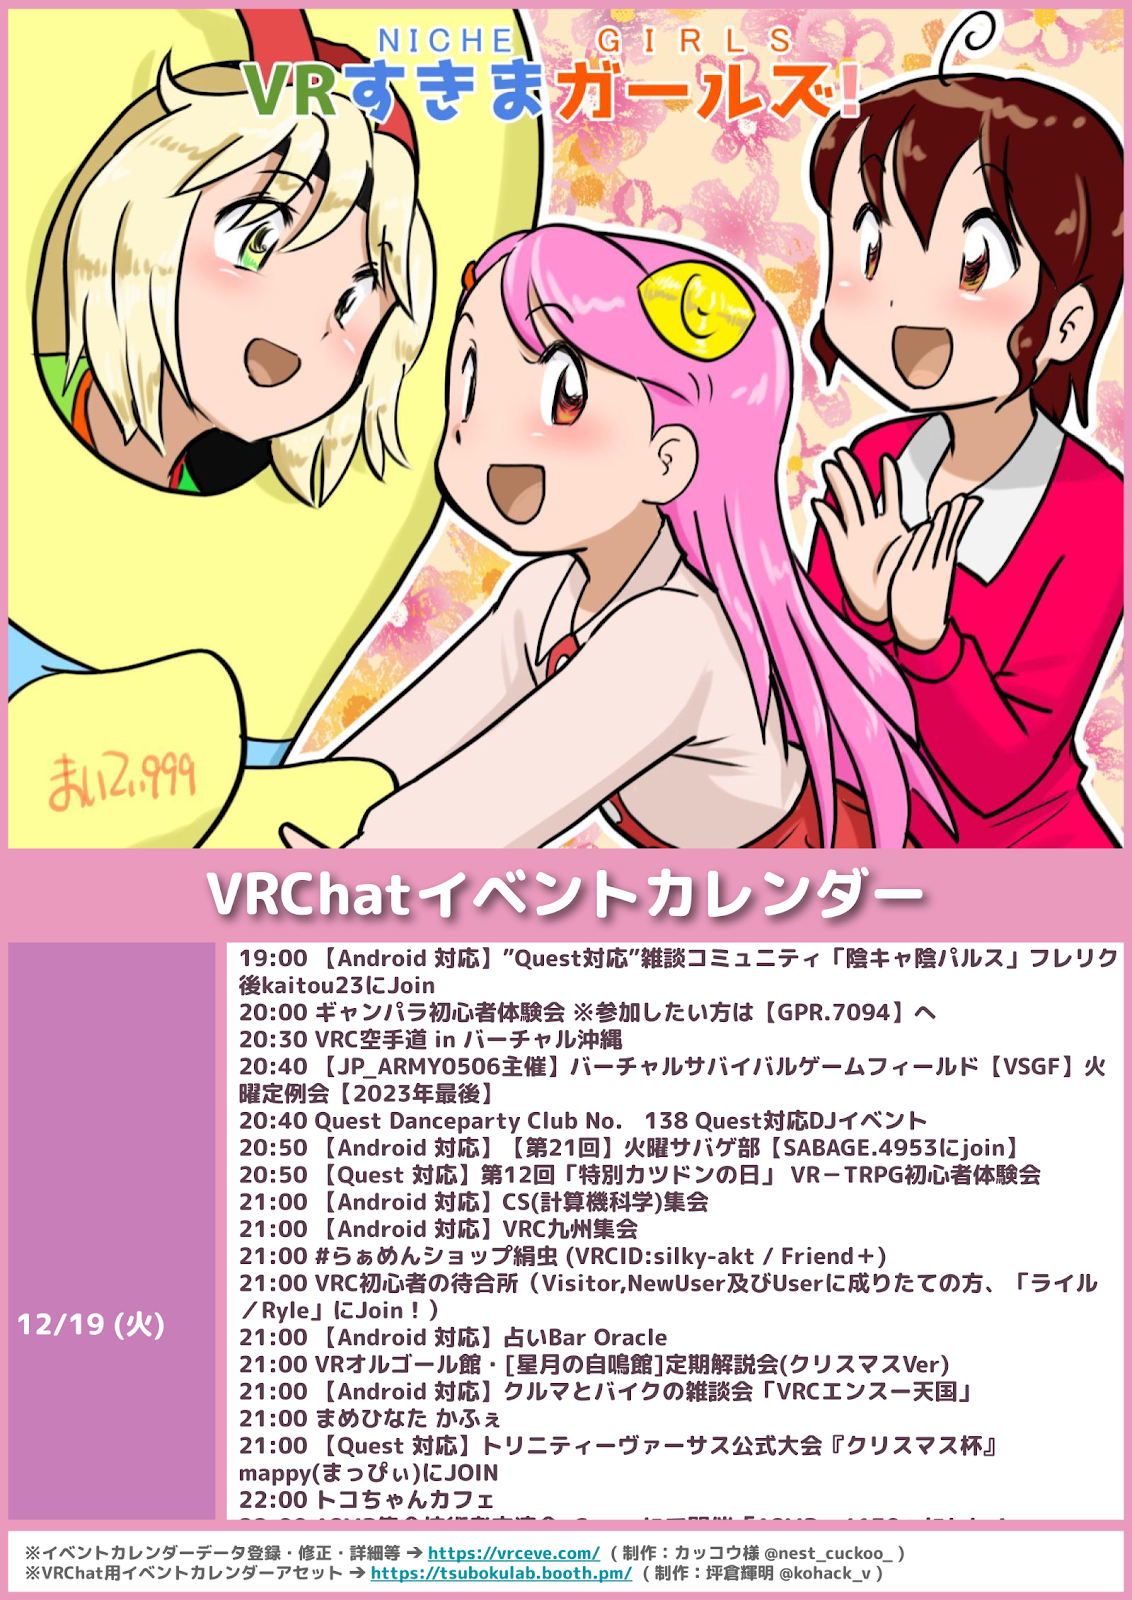 NICHE GIRLS
VRすきまガールズ!
まいてぃ999
VRChatイベントカレンダー
12/19 (火)
19:00 【Android 対応】”Quest対応”雑談コミュニティ「陰キャ陰パルス」フレリク
後kaitou23にJoin
20:00 ギャンパラ初心者体験会 ※参加したい方は【GPR.7094】へ
20:30 VRC空手道 in バーチャル沖縄
20:40 【JP_ARMY0506主催】バーチャルサバイバルゲームフィールド【VSGF】火
曜定例会【2023年最後】
20:40 Quest Danceparty Club No. 138 Quest対応DJイベント
20:50 【Android 対応】【第21回】火曜サバゲ部【SABAGE.4953にjoin】
20:50 【Quest 対応】第12回「特別カツドンの日」 VR－TRPG初心者体験会
21:00 【Android 対応】CS(計算機科学)集会
21:00 【Android 対応】VRC九州集会
21:00 #らぁめんショップ絹虫 (VRCID:silky-akt / Friend＋)
21:00 VRC初心者の待合所（Visitor,NewUser及びUserに成りたての方、「ライル
／Ryle」にJoin！）
21:00 【Android 対応】占いBar Oracle
21:00 VRオルゴール館・[星月の自鳴館]定期解説会(クリスマスVer)
21:00 【Android 対応】クルマとバイクの雑談会「VRCエンスー天国」
21:00 まめひなた かふぇ
21:00 【Quest 対応】トリニティーヴァーサス公式大会『クリスマス杯』
mappy(まっぴぃ)にJOIN
22:00 トコちゃんカフェ
※イベントカレンダーデータ登録・修正・詳細等 ➔ https://vrceve.com/ （制作：カッコウ様 @nest_cuckoo_ ）
※VRChat用イベントカレンダーアセット ➔ https://tsubokulab.booth.pm/ （制作：坪倉輝明 @kohack_v ）